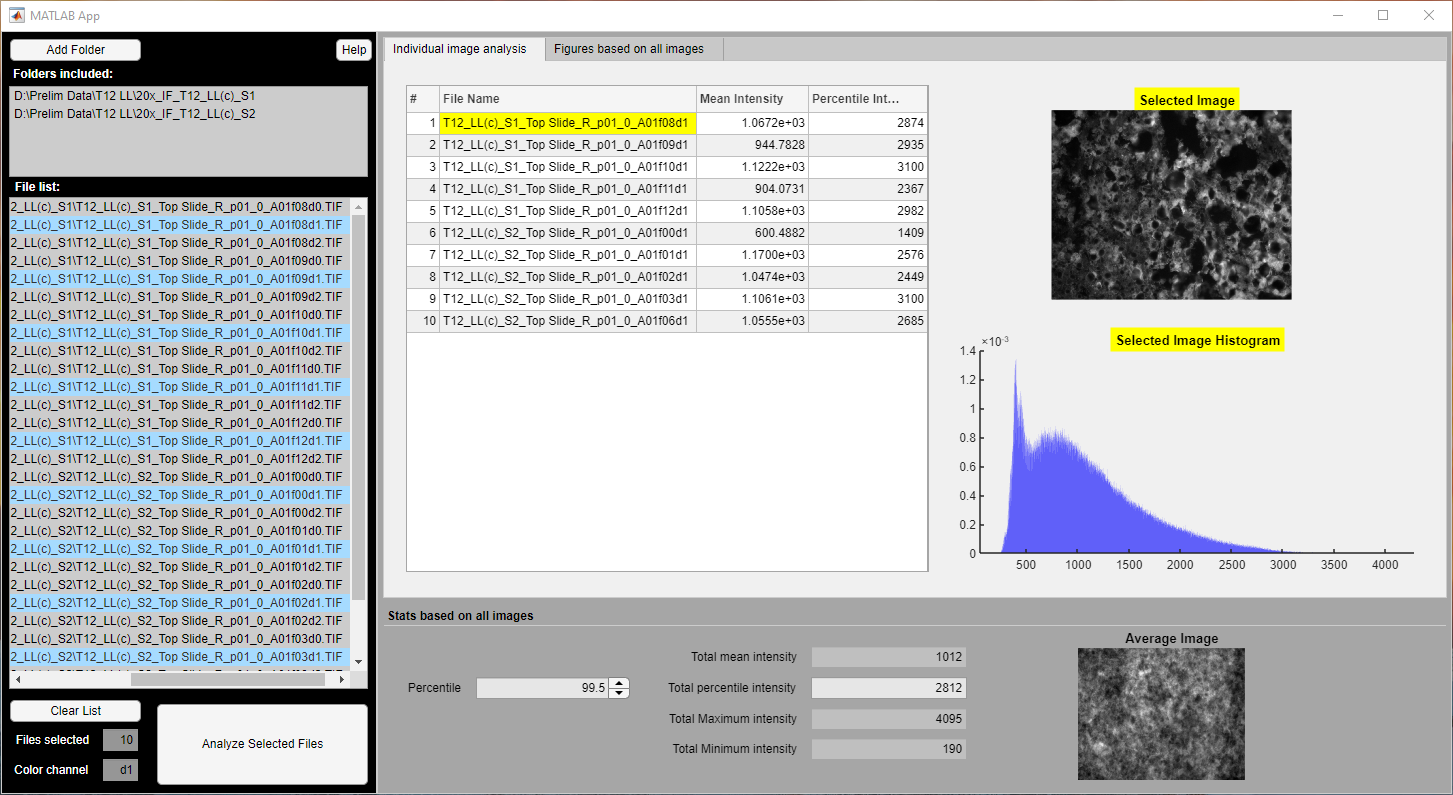 MATLAB App
Add Folder
Help
Folders included:
D:\Prelim Data\T12 LL\20x_IF_T12_LL(c)_S1
D:\Prelim Data\T12 LL\20x_IF_T12_LL(c)_S2
File list:
2_LL(c)_S1\T12_LL(c)_S1_Top Slide_R_p01_0_A01f08d0.TIF
2_LL(c)_S1\T12_LL(c)_S1_Top Slide_R_p01_0_A01f08d1.TIF
2_LL(c)_S1\T12_LL(c)_S1_Top Slide_R_p01_0_A01f08d2.TIF
2_LL(c)_S1\T12_LL(c)_S1_Top Slide_R_p01_0_A01f09d0.TIF
2_LL(c)_S1\T12_LL(c)_S1_Top Slide_R_p01_0_A01f09d1.TIF
2_LL(c)_S1\T12_LL(c)_S1_Top Slide_R_p01_0_A01f09d2.TIF
2_LL(c)_S1\T12_LL(c)_S1_Top Slide_R_p01_0_A01f10d0.TIF
2_LL(c)_S1\T12_LL(c)_S1_Top Slide_R_p01_0_A01f10d1.TIF
2_LL(c)_S1\T12_LL(c)_S1_Top Slide_R_p01_0_A01f10d2.TIF
2_LL(c)_S1\T12_LL(c)_S1_Top Slide_R_p01_0_A01f11d0.TIF
2_LL(c)_S1\T12_LL(c)_S1_Top Slide_R_p01_0_A01f11d1.TIF
2_LL(c)_S1\T12_LL(c)_S1_Top Slide_R_p01_0_A01f11d2.TIF
2_LL(c)_S1\T12_LL(c)_S1_Top Slide_R_p01_0_A01f12d0.TIF
2_LL(c)_S1\T12_LL(c)_S1_Top Slide_R_p01_0_A01f12d1.TIF
2_LL(c)_S1\T12_LL(c)_S1_Top Slide_R_p01_0_A01f12d2.TIF
2_LL(c)_S2\T12_LL(c)_S2_Top Slide_R_p01_0_A01f00d0.TIF
2_LL(c)_S2\T12_LL(c)_S2_Top Slide_R_p01_0_A01f00d1.TIF
2_LL(c)_S2\T12_LL(c)_S2_Top Slide_R_p01_0_A01f00d2.TIF
2_LL(c)_S2\T12_LL(c)_S2_Top Slide_R_p01_0_A01f01d0.TIF
2_LL(c)_S2\T12_LL(c)_S2_Top Slide_R_p01_0_A01f01d1.TIF
2_LL(c)_S2\T12_LL(c)_S2_Top Slide_R_p01_0_A01f01d2.TIF
2_LL(c)_S2\T12_LL(c)_S2_Top Slide_R_p01_0_A01f02d0.TIF
2_LL(c)_S2\T12_LL(c)_S2_Top Slide_R_p01_0_A01f02d1.TIF
2_LL(c)_S2\T12_LL(c)_S2_Top Slide_R_p01_0_A01f02d2.TIF
2_LL(c)_S2\T12_LL(c)_S2_Top Slide_R_p01_0_A01f03d0.TIF
2_LL(c)_S2\T12_LL(c)_S2_Top Slide_R_p01_0_A01f03d1.TIF
Clear List
Files selected 10
Color channel d1
Analyze Selected Files
Individual image analysis Figures based on all images
# File Name Mean Intensity Percentile Int...
1 T12_LL(c)_S1_Top Slide_R_p01_0_A01f08d1 1.0672e+03 2874
2 T12_LL(c)_S1_Top Slide_R_p01_0_A01f09d1 944.7828 2935
3 T12_LL(c)_S1_Top Slide_R_p01_0_A01f10d1 1.1222e+03 3100
4 T12_LL(c)_S1_Top Slide_R_p01_0_A01f11d1 904.0731 2367
5 T12_LL(c)_S1_Top Slide_R_p01_0_A01f12d1 1.1058e+03 2982
6 T12_LL(c)_S2_Top Slide_R_p01_0_A01f00d1 600.4882 1409
7 T12_LL(c)_S2_Top Slide_R_p01_0_A01f01d1 1.1700e+03 2576
8 T12_LL(c)_S2_Top Slide_R_p01_0_A01f02d1 1.0474e+03 2449
9 T12_LL(c)_S2_Top Slide_R_p01_0_A01f03d1 1.1061e+03 3100
10 T12_LL(c)_S2_Top Slide_R_p01_0_A01f06d1 1.0555e+03 2685
Selected Image
Selected Image Histogram
×10⁻³
1.4
1.2
1
0.8
0.6
0.4
0.2
0
500 1000 1500 2000 2500 3000 3500 4000
Stats based on all images
Percentile 99.5
Total mean intensity 1012
Total percentile intensity 2812
Total Maximum intensity 4095
Total Minimum intensity 190
Average Image